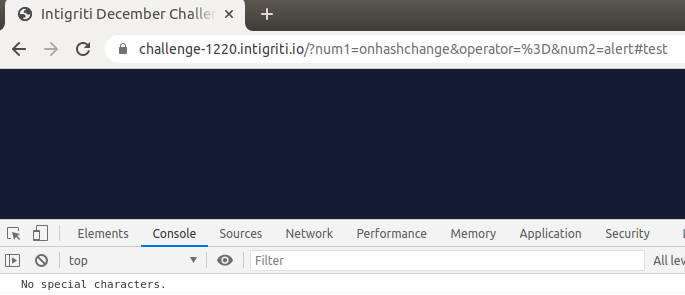 Intigriti December Challen
challenge-1220.intigriti.io/?num1=onhashchange&operator=%3D&num2=alert#test
Elements Console Sources Network Performance Memory Application Security
top Filter All lev
No special characters.